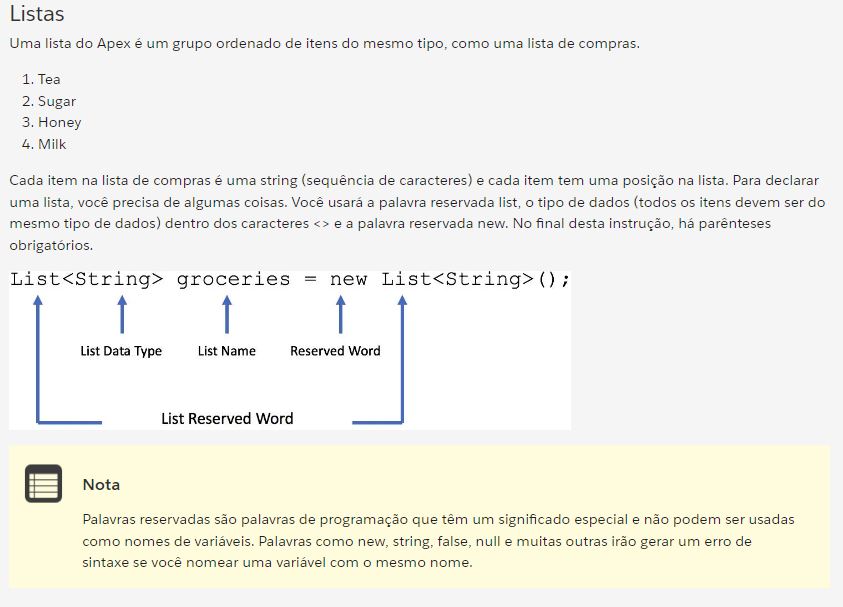 Listas
Uma lista do Apex é um grupo ordenado de itens do mesmo tipo, como uma lista de compras.
1. Tea
2. Sugar
3. Honey
4. Milk
Cada item na lista de compras é uma string (sequência de caracteres) e cada item tem uma posição na lista. Para declarar
uma lista, você precisa de algumas coisas. Você usará a palavra reservada list, o tipo de dados (todos os itens devem ser do
mesmo tipo de dados) dentro dos caracteres <> e a palavra reservada new. No final desta instrução, há parênteses
obrigatórios.
List<String> groceries = new List<String>();
List Data Type List Name Reserved Word
List Reserved Word
Nota
Palavras reservadas são palavras de programação que têm um significado especial e não podem ser usadas
como nomes de variáveis. Palavras como new, string, false, null e muitas outras irão gerar um erro de
sintaxe se você nomear uma variável com o mesmo nome.